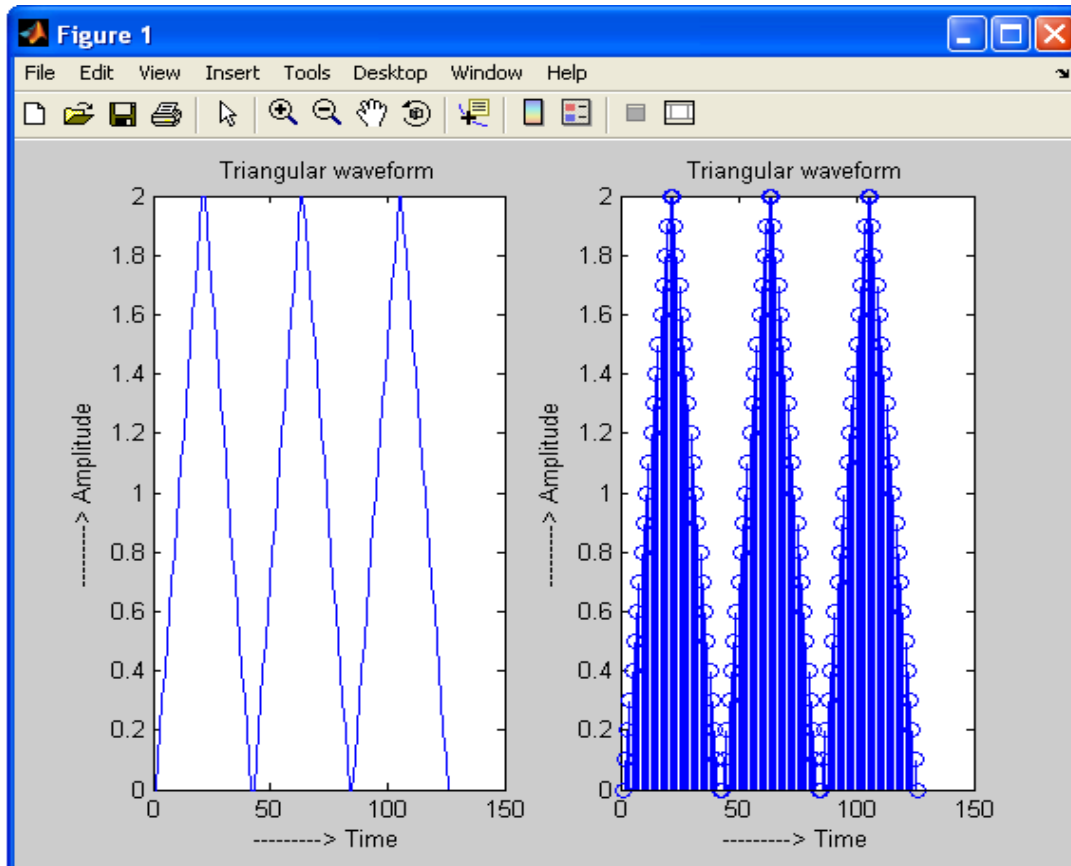 Figure 1
File Edit View Insert Tools Desktop Window Help
Triangular waveform
2
1.8
1.6
1.4
1.2
1
0.8
0.6
0.4
0.2
0
0 50 100 150
---------> Amplitude
---------> Time
Triangular waveform
2
1.8
1.6
1.4
1.2
1
0.8
0.6
0.4
0.2
0
0 50 100 150
---------> Amplitude
---------> Time